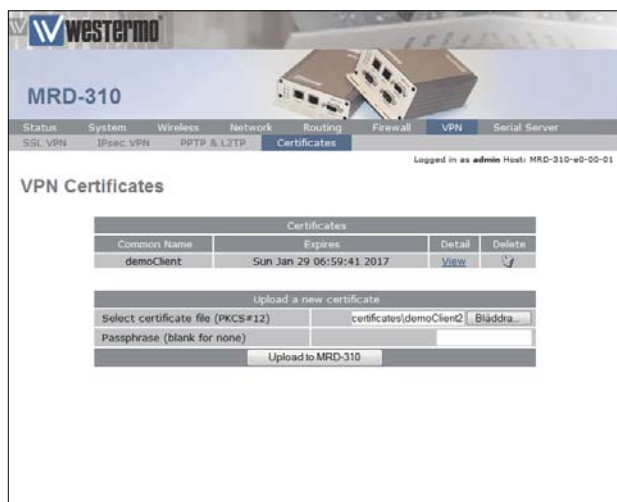 westermo
MRD-310
Status System Wireless Network Routing Firewall VPN Serial Server
SSL VPN IPsec VPN PPTP & L2TP Certificates
Logged in as admin Host: MRD-310-e0-00-01
VPN Certificates
Certificates
Common Name Expires Detail Delete
demoClient Sun Jan 29 06:59:41 2017 View
Upload a new certificate
Select certificate file (PKCS#12) certificates\demoClient2 Bläddra...
Passphrase (blank for none)
Upload to MRD-310